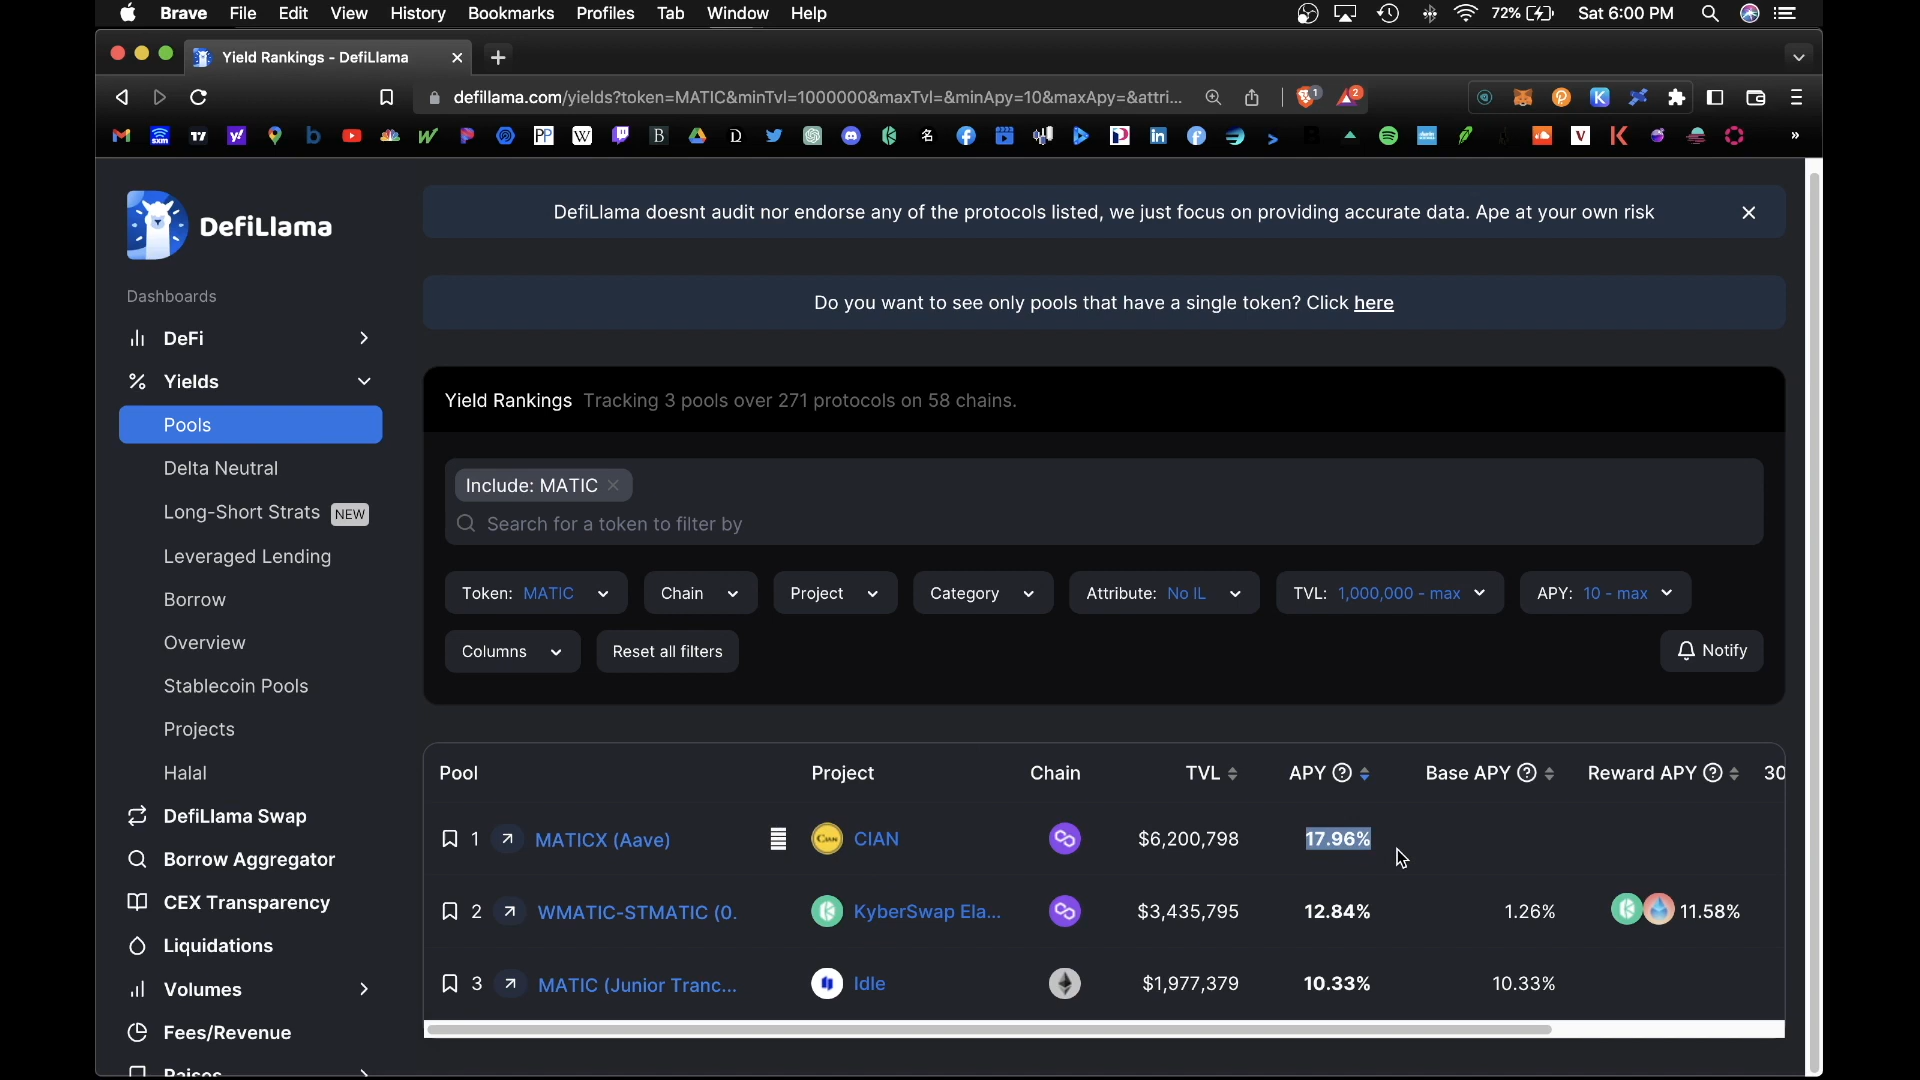 Brave File Edit View History Bookmarks Profiles Tab Window Help 72% Sat 6:00 PM
Yield Rankings - DefiLlama
defillama.com/yields?token=MATIC&minTvl=1000000&maxTvl=&minApy=10&maxApy=&attri... 1 2
DefiLlama
DefiLlama doesnt audit nor endorse any of the protocols listed, we just focus on providing accurate data. Ape at your own risk
Do you want to see only pools that have a single token? Click here
Dashboards
DeFi
Yields
Pools
Delta Neutral
Long-Short Strats NEW
Leveraged Lending
Borrow
Overview
Stablecoin Pools
Projects
Halal
DefiLlama Swap
Borrow Aggregator
CEX Transparency
Liquidations
Volumes
Fees/Revenue
Raises
Yield Rankings Tracking 3 pools over 271 protocols on 58 chains.
Include: MATIC
Search for a token to filter by
Token: MATIC Chain Project Category Attribute: No IL TVL: 1,000,000 - max APY: 10 - max
Columns Reset all filters Notify
Pool Project Chain TVL APY Base APY Reward APY 30
1 MATICX (Aave) CIAN $6,200,798 17.96%
2 WMATIC-STMATIC (0. KyberSwap Ela... $3,435,795 12.84% 1.26% 11.58%
3 MATIC (Junior Tranc... Idle $1,977,379 10.33% 10.33%